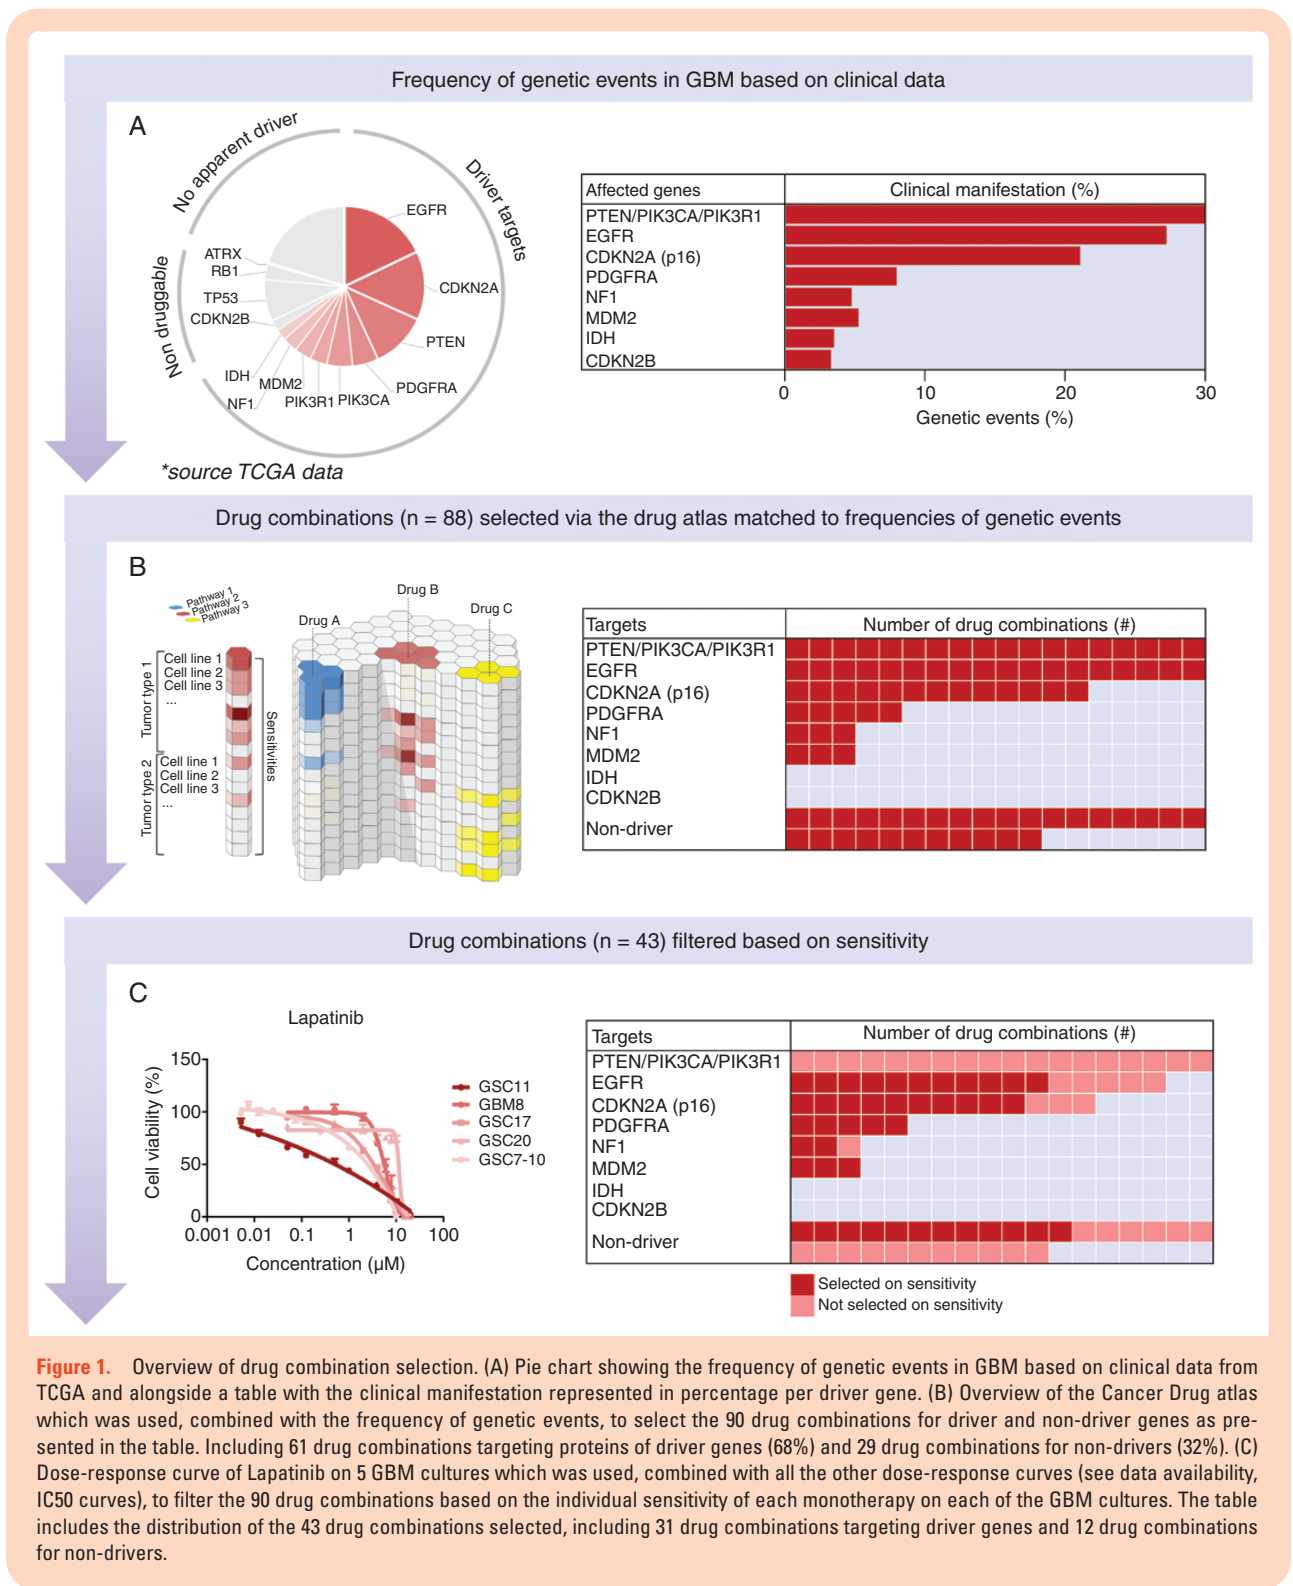 Frequency of genetic events in GBM based on clinical data
A
No apparent driver
Driver targets
Non druggable
EGFR
CDKN2A
PTEN
PDGFRA
PIK3CA
PIK3R1
MDM2
NF1
IDH
CDKN2B
TP53
RB1
ATRX
*source TCGA data
Affected genes
Clinical manifestation (%)
PTEN/PIK3CA/PIK3R1
EGFR
CDKN2A (p16)
PDGFRA
NF1
MDM2
IDH
CDKN2B
0 10 20 30
Genetic events (%)
Drug combinations (n = 88) selected via the drug atlas matched to frequencies of genetic events
B
Pathway 1
Pathway 2
Pathway 3
Drug A
Drug B
Drug C
Tumor type 1
Cell line 1
Cell line 2
Cell line 3
...
Tumor type 2
Cell line 1
Cell line 2
Cell line 3
...
Sensitivities
Targets
Number of drug combinations (#)
PTEN/PIK3CA/PIK3R1
EGFR
CDKN2A (p16)
PDGFRA
NF1
MDM2
IDH
CDKN2B
Non-driver
Drug combinations (n = 43) filtered based on sensitivity
C
Lapatinib
Cell viability (%)
150
100
50
0
0.001 0.01 0.1 1 10 100
Concentration (µM)
GSC11
GBM8
GSC17
GSC20
GSC7-10
Targets
Number of drug combinations (#)
PTEN/PIK3CA/PIK3R1
EGFR
CDKN2A (p16)
PDGFRA
NF1
MDM2
IDH
CDKN2B
Non-driver
Selected on sensitivity
Not selected on sensitivity
Figure 1. Overview of drug combination selection. (A) Pie chart showing the frequency of genetic events in GBM based on clinical data from
TCGA and alongside a table with the clinical manifestation represented in percentage per driver gene. (B) Overview of the Cancer Drug atlas
which was used, combined with the frequency of genetic events, to select the 90 drug combinations for driver and non-driver genes as pre-
sented in the table. Including 61 drug combinations targeting proteins of driver genes (68%) and 29 drug combinations for non-drivers (32%). (C)
Dose-response curve of Lapatinib on 5 GBM cultures which was used, combined with all the other dose-response curves (see data availability,
IC50 curves), to filter the 90 drug combinations based on the individual sensitivity of each monotherapy on each of the GBM cultures. The table
includes the distribution of the 43 drug combinations selected, including 31 drug combinations targeting driver genes and 12 drug combinations
for non-drivers.